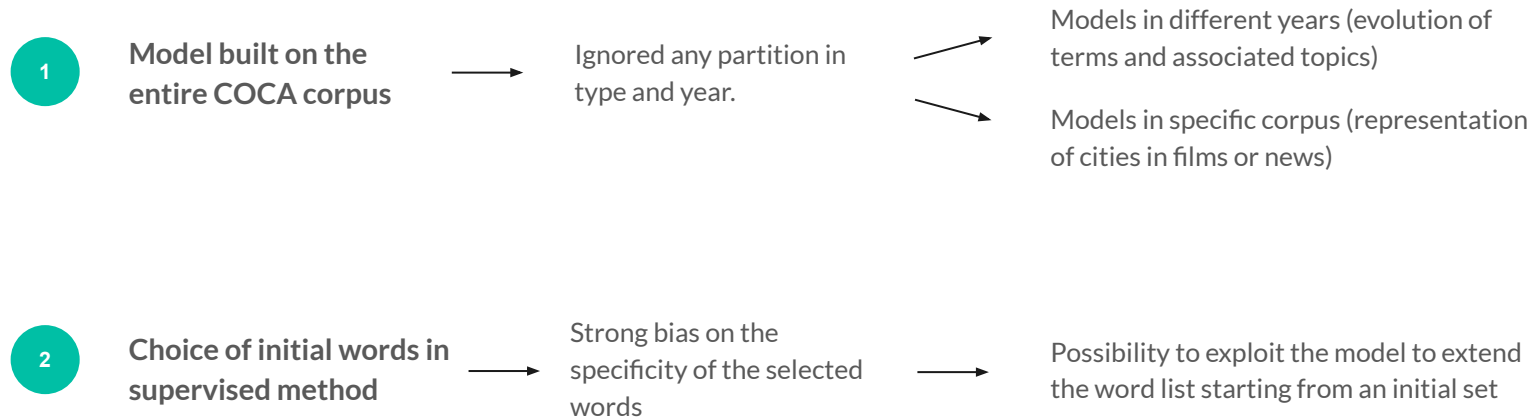 1
Model built on the
entire COCA corpus
Ignored any partition in
type and year.
Models in different years (evolution of
terms and associated topics)
Models in specific corpus (representation
of cities in films or news)
2
Choice of initial words in
supervised method
Strong bias on the
specificity of the selected
words
Possibility to exploit the model to extend
the word list starting from an initial set